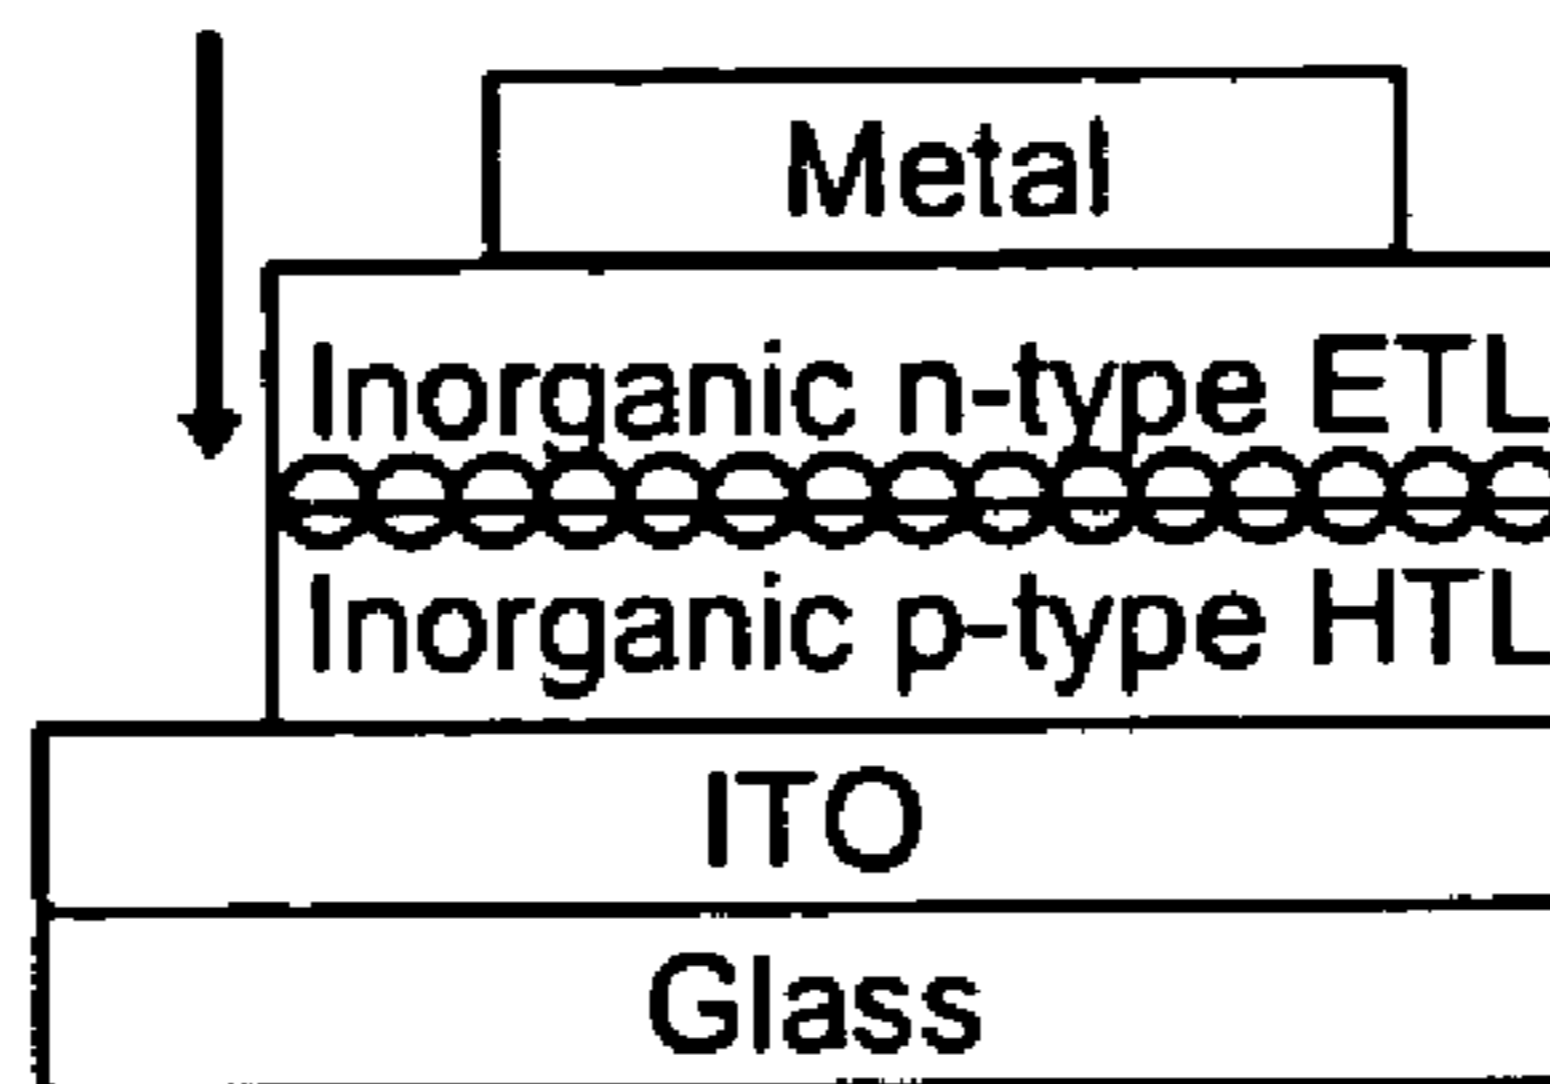 Metal
Inorganic n-type ETL
Inorganic p-type HTL
ITO
Glass